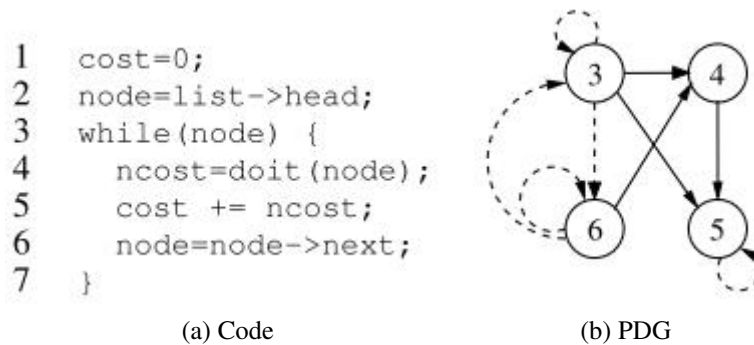 1 cost=0;
2 node=list->head;
3 while(node) {
4 ncost=doit(node);
5 cost += ncost;
6 node=node->next;
7 }
(a) Code
3 4
6 5
(b) PDG